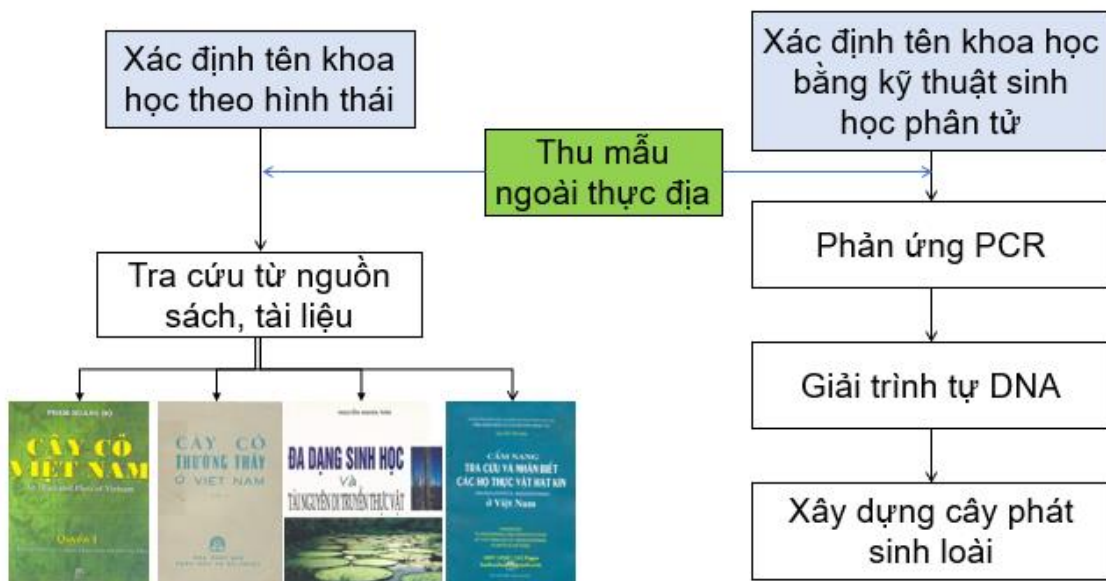 Xác định tên khoa
học theo hình thái
Xác định tên khoa học
bằng kỹ thuật sinh
học phân tử
Thu mẫu
ngoài thực địa
Tra cứu từ nguồn
sách, tài liệu
Phản ứng PCR
Giải trình tự DNA
Xây dựng cây phát
sinh loài
CÂY CỎ
VIỆT NAM
Quyển I
CÂY CỎ
THƯỜNG THẤY
Ở VIỆT NAM
ĐA DẠNG SINH HỌC
và
TÀI NGUYÊN DI TRUYỀN THỰC VẬT
CẨM NANG
TRA CỨU VÀ NHẬN BIẾT
CÁC HỌ THỰC VẬT HẠT KÍN
ở Việt Nam